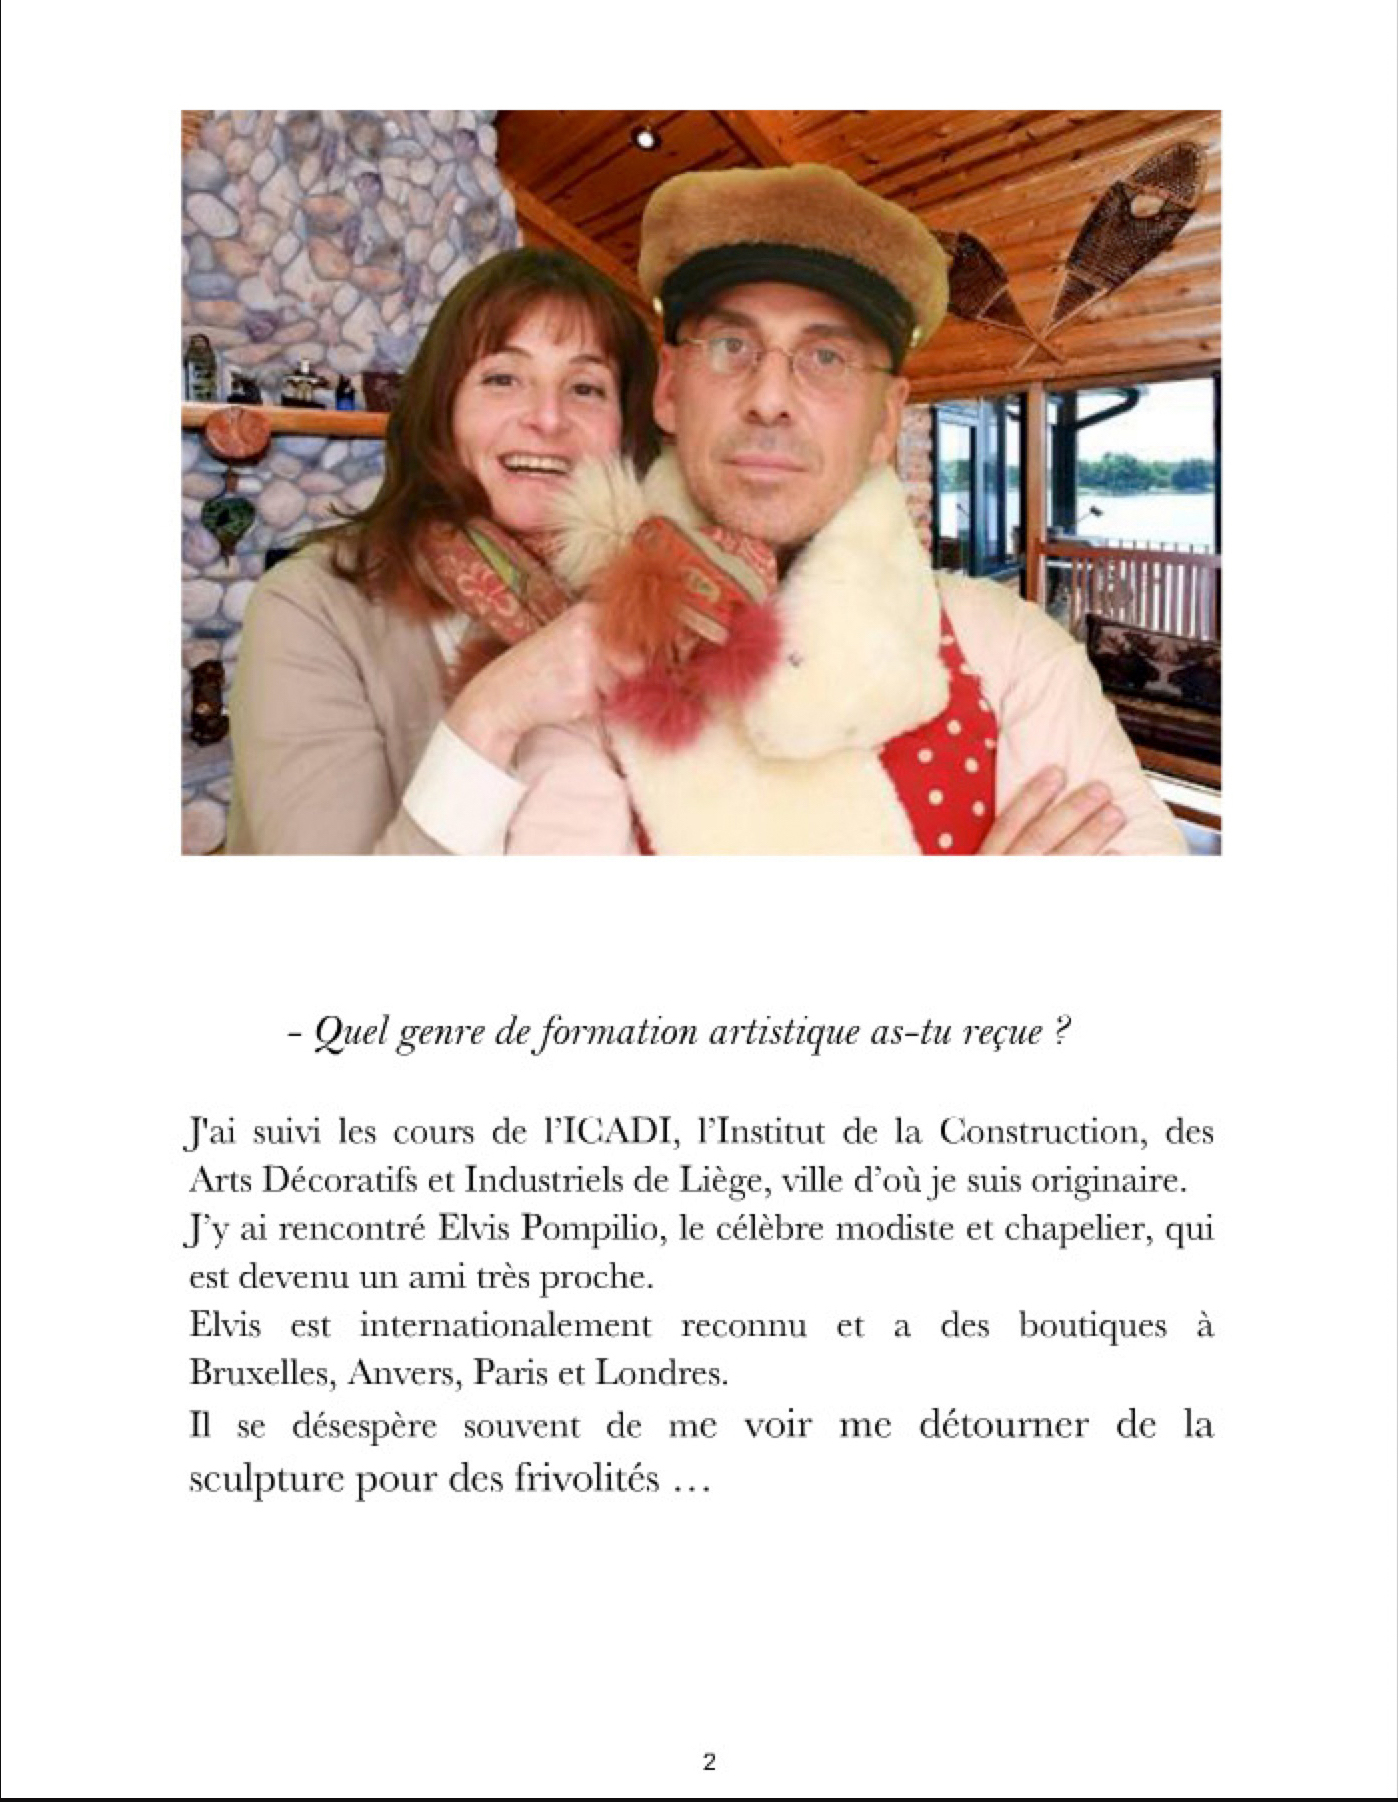 - Quel genre de formation artistique as-tu reçue ?
J'ai suivi les cours de l’ICADI, l’Institut de la Construction, des
Arts Décoratifs et Industriels de Liège, ville d’où je suis originaire.
J’y ai rencontré Elvis Pompilio, le célèbre modiste et chapelier, qui
est devenu un ami très proche.
Elvis est internationalement reconnu et a des boutiques à
Bruxelles, Anvers, Paris et Londres.
Il se désespère souvent de me voir me détourner de la
sculpture pour des frivolités …
2